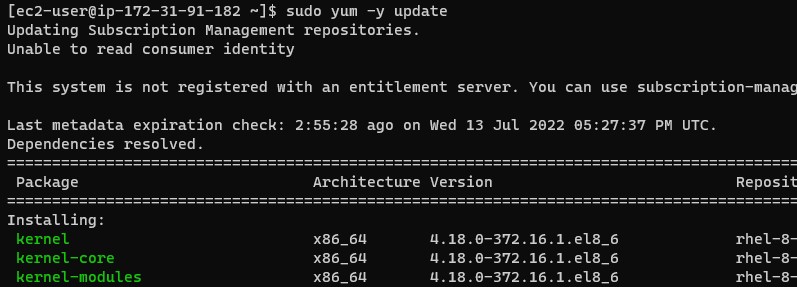 [ec2-user@ip-172-31-91-182 ~]$ sudo yum -y update
Updating Subscription Management repositories.
Unable to read consumer identity
This system is not registered with an entitlement server. You can use subscription-manag
Last metadata expiration check: 2:55:28 ago on Wed 13 Jul 2022 05:27:37 PM UTC.
Dependencies resolved.
================================================================================
Package Architecture Version Reposit
================================================================================
Installing:
kernel x86_64 4.18.0-372.16.1.el8_6 rhel-8-
kernel-core x86_64 4.18.0-372.16.1.el8_6 rhel-8-
kernel-modules x86_64 4.18.0-372.16.1.el8_6 rhel-8-